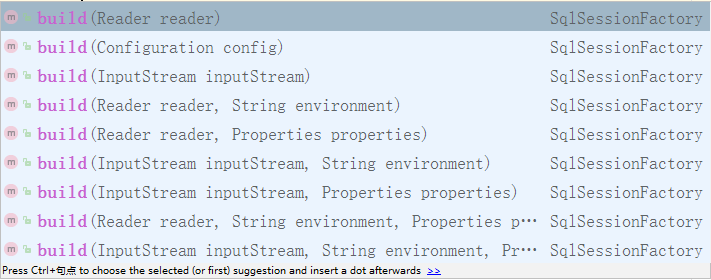 m build(Reader reader) SqlSessionFactory
m build(Configuration config) SqlSessionFactory
m build(InputStream inputStream) SqlSessionFactory
m build(Reader reader, String environment) SqlSessionFactory
m build(Reader reader, Properties properties) SqlSessionFactory
m build(InputStream inputStream, String environment) SqlSessionFactory
m build(InputStream inputStream, Properties properties) SqlSessionFactory
m build(Reader reader, String environment, Properties p… SqlSessionFactory
m build(InputStream inputStream, String environment, Pr… SqlSessionFactory
Press Ctrl+句点 to choose the selected (or first) suggestion and insert a dot afterwards >>